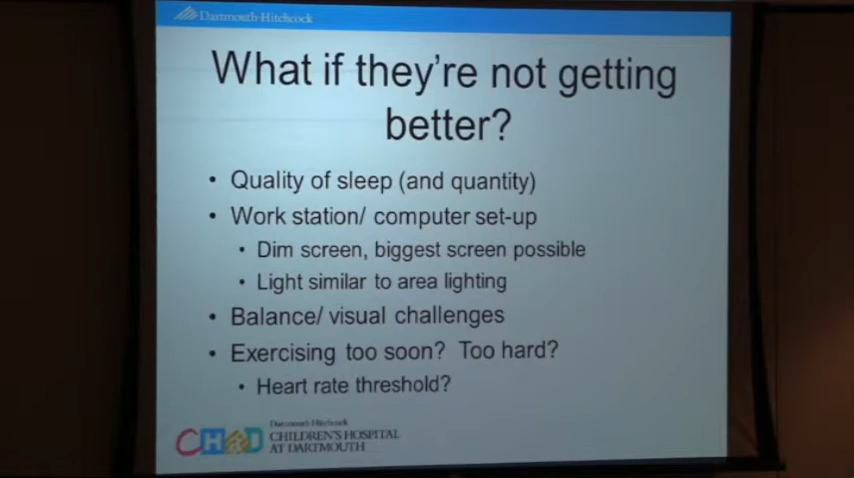 Dartmouth-Hitchcock
What if they're not getting
better?
• Quality of sleep (and quantity)
• Work station/ computer set-up
• Dim screen, biggest screen possible
• Light similar to area lighting
• Balance/ visual challenges
• Exercising too soon? Too hard?
• Heart rate threshold?
Dartmouth-Hitchcock
CHaD CHILDREN'S HOSPITAL
AT DARTMOUTH